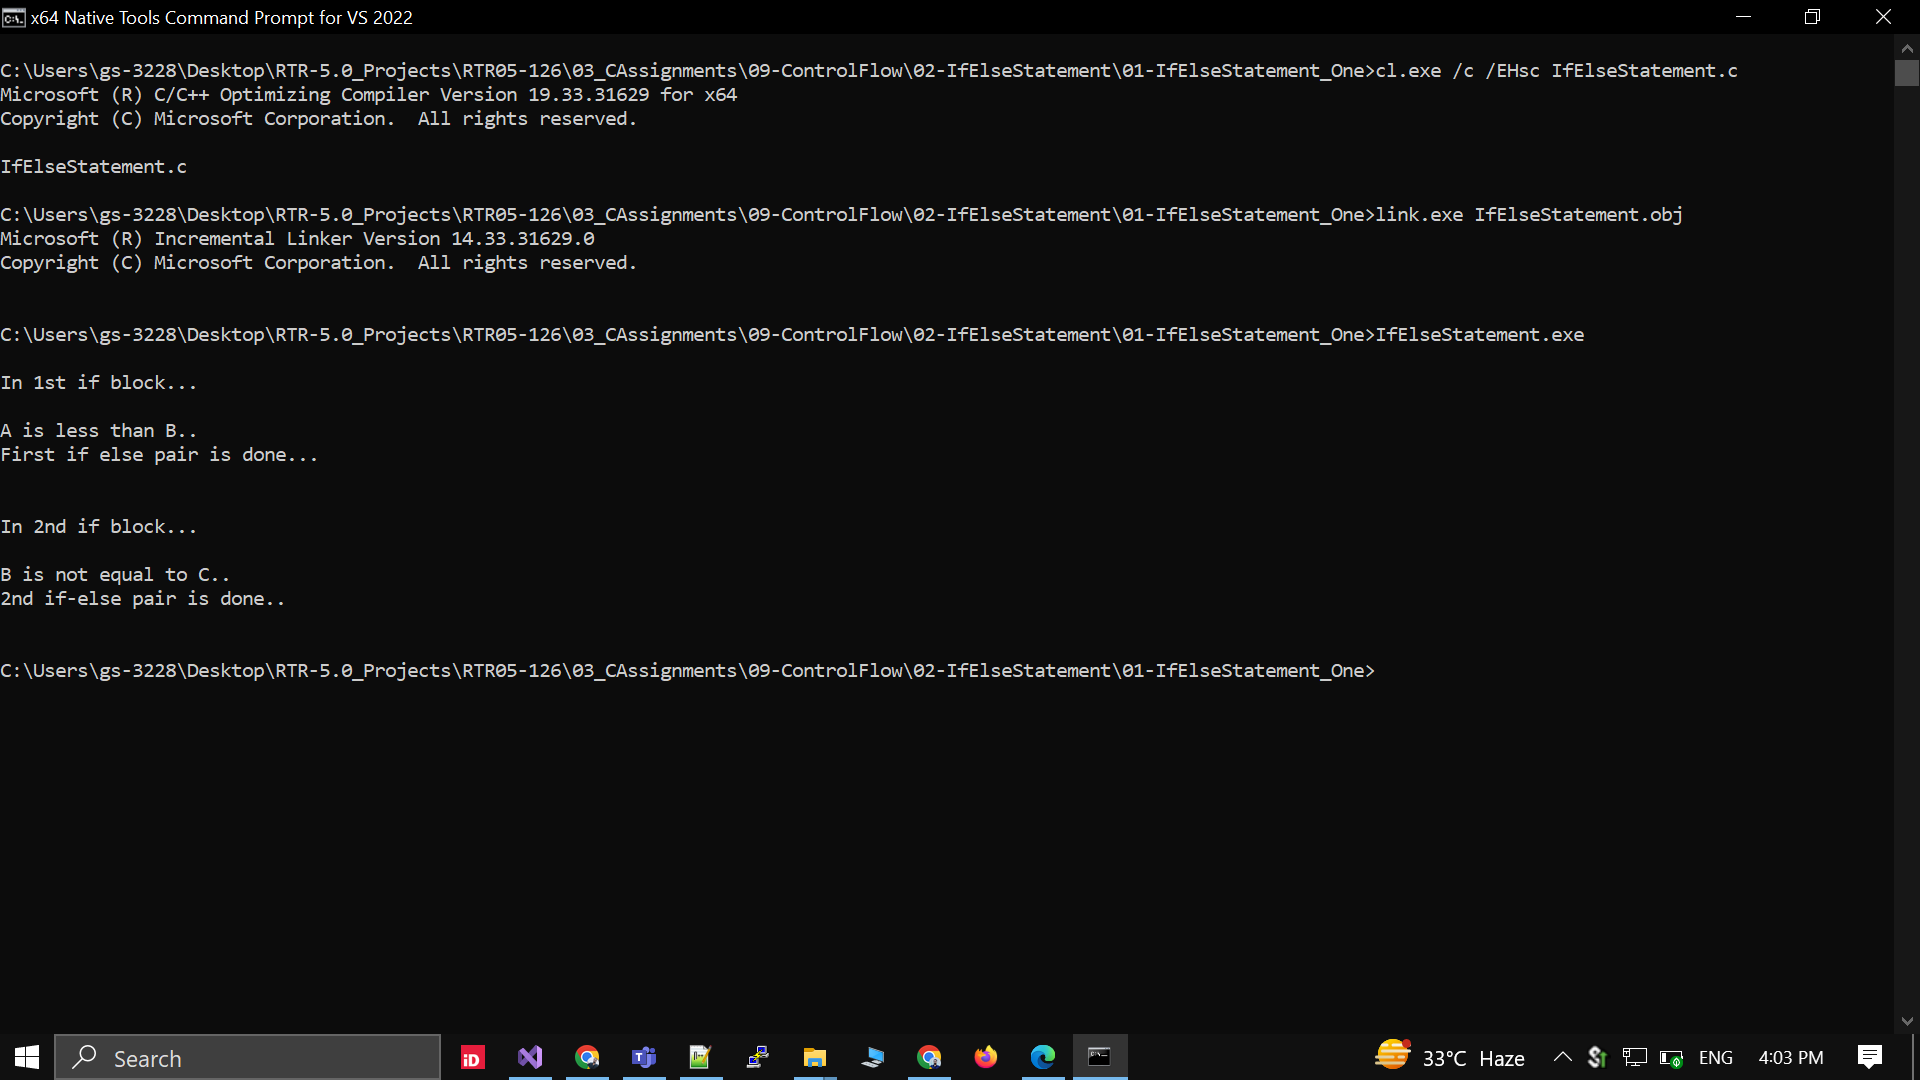 x64 Native Tools Command Prompt for VS 2022
C:\Users\gs-3228\Desktop\RTR-5.0_Projects\RTR05-126\03_CAssignments\09-ControlFlow\02-IfElseStatement\01-IfElseStatement_One>cl.exe /c /EHsc IfElseStatement.c
Microsoft (R) C/C++ Optimizing Compiler Version 19.33.31629 for x64
Copyright (C) Microsoft Corporation.  All rights reserved.
IfElseStatement.c
C:\Users\gs-3228\Desktop\RTR-5.0_Projects\RTR05-126\03_CAssignments\09-ControlFlow\02-IfElseStatement\01-IfElseStatement_One>link.exe IfElseStatement.obj
Microsoft (R) Incremental Linker Version 14.33.31629.0
Copyright (C) Microsoft Corporation.  All rights reserved.
C:\Users\gs-3228\Desktop\RTR-5.0_Projects\RTR05-126\03_CAssignments\09-ControlFlow\02-IfElseStatement\01-IfElseStatement_One>IfElseStatement.exe
In 1st if block...
A is less than B..
First if else pair is done...
In 2nd if block...
B is not equal to C..
2nd if-else pair is done..
C:\Users\gs-3228\Desktop\RTR-5.0_Projects\RTR05-126\03_CAssignments\09-ControlFlow\02-IfElseStatement\01-IfElseStatement_One>
Search
iD
33°C Haze
ENG
4:03 PM